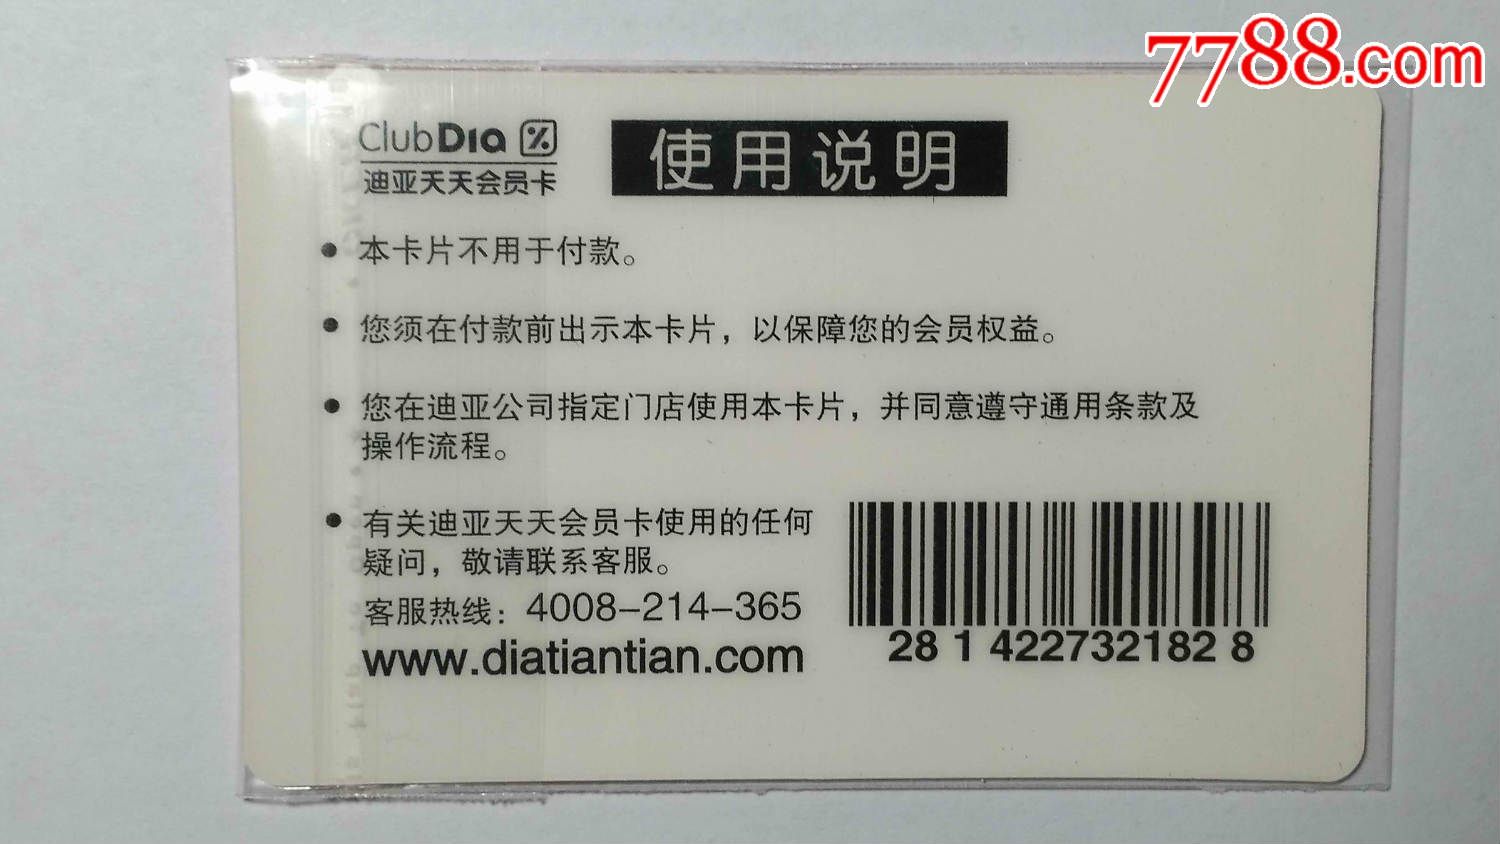 7788.com
ClubDia %
迪亚天天会员卡
使用说明
• 本卡片不用于付款。
• 您须在付款前出示本卡片，以保障您的会员权益。
• 您在迪亚公司指定门店使用本卡片，并同意遵守通用条款及
操作流程。
• 有关迪亚天天会员卡使用的任何
疑问，敬请联系客服。
客服热线：4008-214-365
www.diatiantian.com
28 1 422732182 8